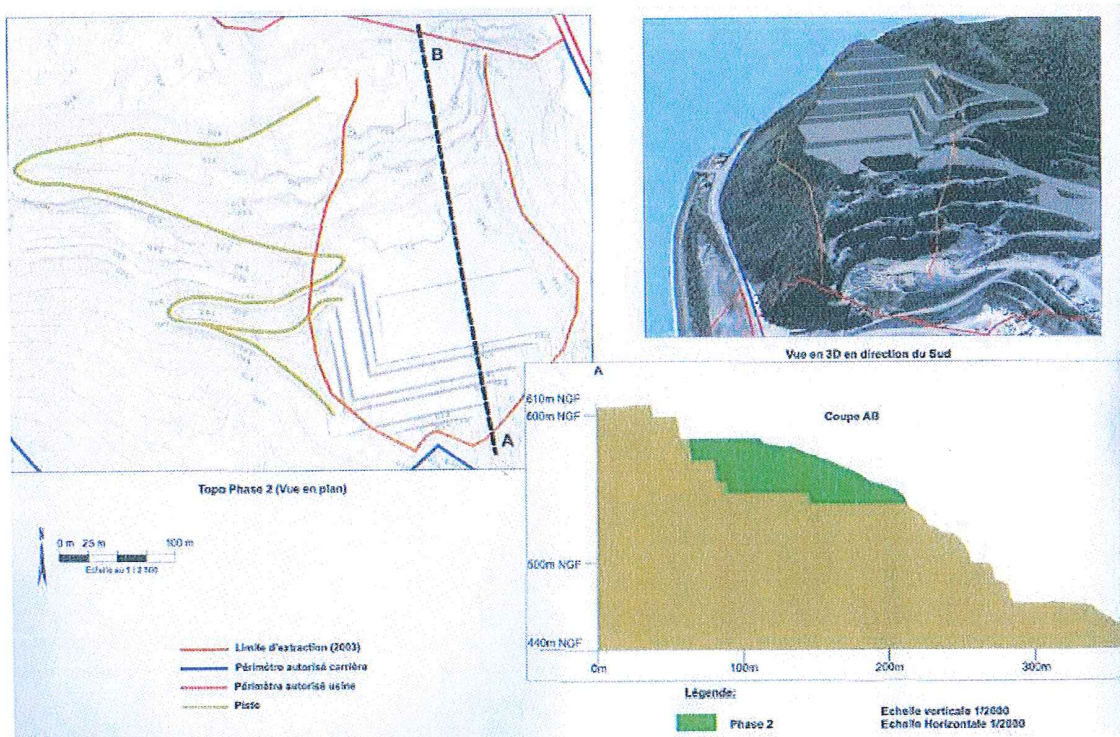 B
A
Topo Phase 2 (Vue en plan)
N
0 m 25 m 100 m
Limite d'extraction (2003)
Périmètre autorisé carrière
Périmètre autorisé usine
Piste
Vue en 3D en direction du Sud
A
Coupe AB
610m NGF
600m NGF
500m NGF
440m NGF
0m 100m 200m 300m
Légende:
Phase 2
Echelle verticale 1/2000
Echelle Horizontale 1/2000